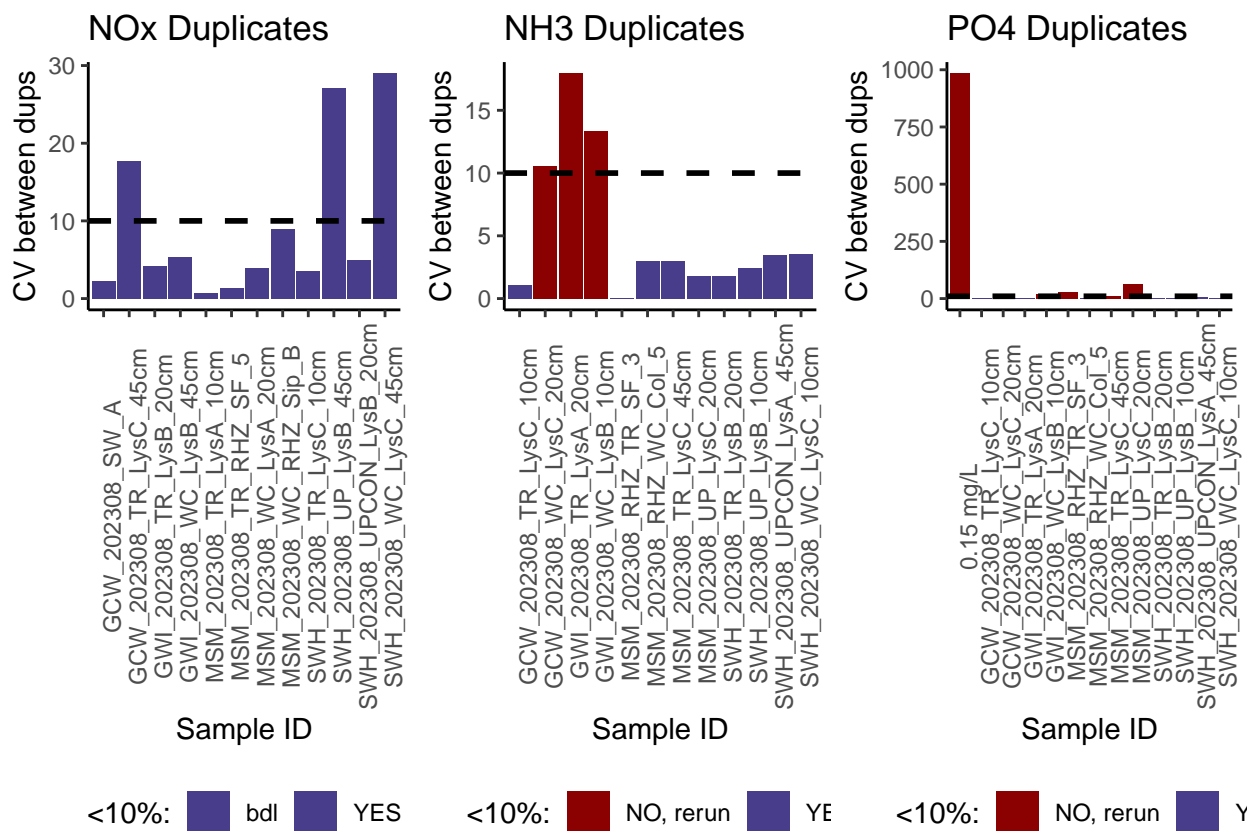 NOx Duplicates
CV between dups
30
20
10
0
GCW_202308_SW_A
GCW_202308_TR_LysC_45cm
GWI_202308_TR_LysB_20cm
GWI_202308_WC_LysB_45cm
MSM_202308_TR_LysA_10cm
MSM_202308_TR_RHZ_SF_5
MSM_202308_WC_LysA_20cm
MSM_202308_WC_RHZ_Sip_B
SWH_202308_TR_LysC_10cm
SWH_202308_UP_LysB_45cm
SWH_202308_UPCON_LysB_20cm
SWH_202308_WC_LysC_45cm
Sample ID
<10%: bdl YES
NH3 Duplicates
CV between dups
15
10
5
0
GCW_202308_TR_LysC_10cm
GCW_202308_WC_LysC_20cm
GWI_202308_TR_LysA_20cm
GWI_202308_WC_LysB_10cm
MSM_202308_RHZ_TR_SF_3
MSM_202308_RHZ_WC_Col_5
MSM_202308_TR_LysC_45cm
MSM_202308_UP_LysC_20cm
SWH_202308_TR_LysB_20cm
SWH_202308_UP_LysB_10cm
SWH_202308_UPCON_LysA_45cm
SWH_202308_WC_LysC_10cm
Sample ID
<10%: NO, rerun YE
PO4 Duplicates
CV between dups
1000
750
500
250
0
0.15 mg/L
GCW_202308_TR_LysC_10cm
GCW_202308_WC_LysC_20cm
GWI_202308_TR_LysA_20cm
GWI_202308_WC_LysB_10cm
MSM_202308_RHZ_TR_SF_3
MSM_202308_RHZ_WC_Col_5
MSM_202308_TR_LysC_45cm
MSM_202308_UP_LysC_20cm
SWH_202308_TR_LysB_20cm
SWH_202308_UP_LysB_10cm
SWH_202308_UPCON_LysA_45cm
SWH_202308_WC_LysC_10cm
Sample ID
<10%: NO, rerun Y